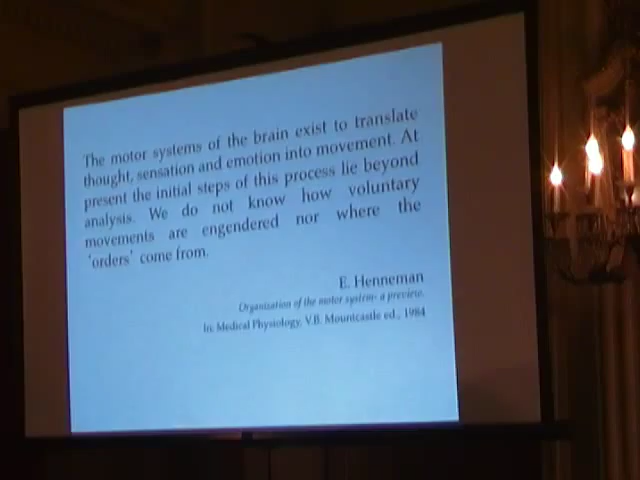 The motor systems of the brain exist to translate
thought, sensation and emotion into movement. At
present the initial steps of this process lie beyond
analysis. We do not know how voluntary
movements are engendered nor where the
'orders' come from.
E. Henneman
Organization of the motor system- a preview.
In: Medical Physiology, V.B. Mountcastle ed., 1984